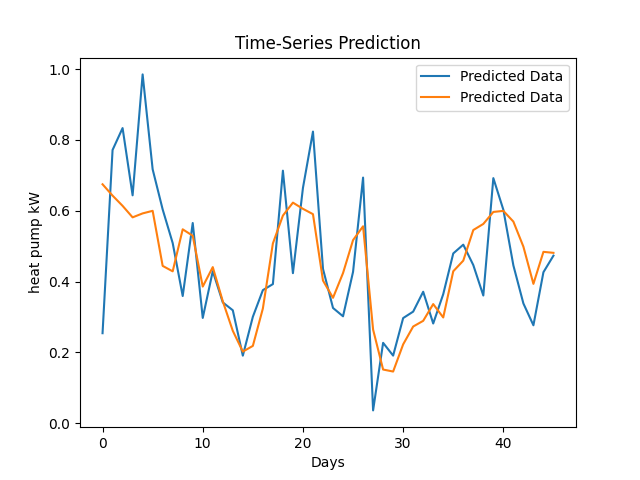 Time-Series Prediction
Predicted Data
Predicted Data
heat pump kW
1.0
0.8
0.6
0.4
0.2
0.0
0 10 20 30 40
Days